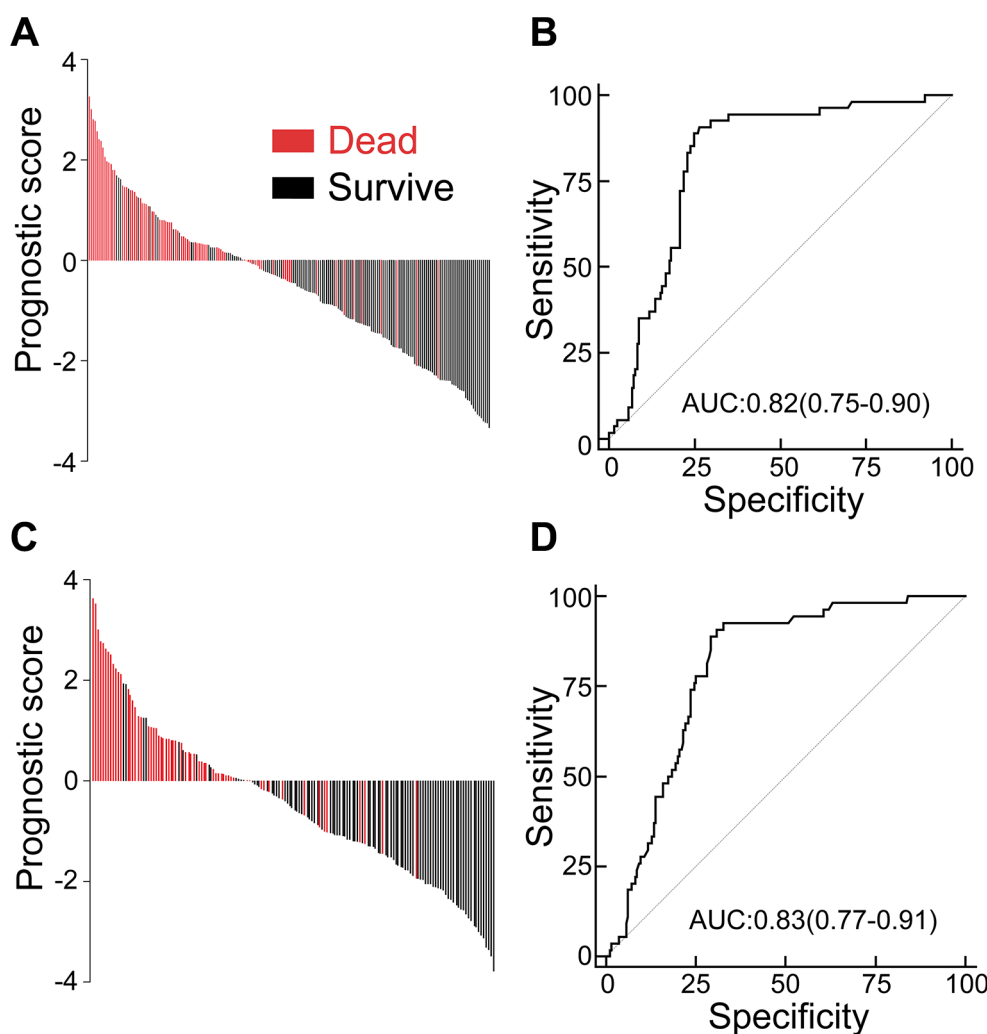 A
4
2
0
-2
-4
Prognostic score
Dead
Survive
B
100
75
50
25
0
Sensitivity
AUC:0.82(0.75-0.90)
0 25 50 75 100
Specificity
C
4
2
0
-2
-4
Prognostic score
D
100
75
50
25
0
Sensitivity
AUC:0.83(0.77-0.91)
0 25 50 75 100
Specificity